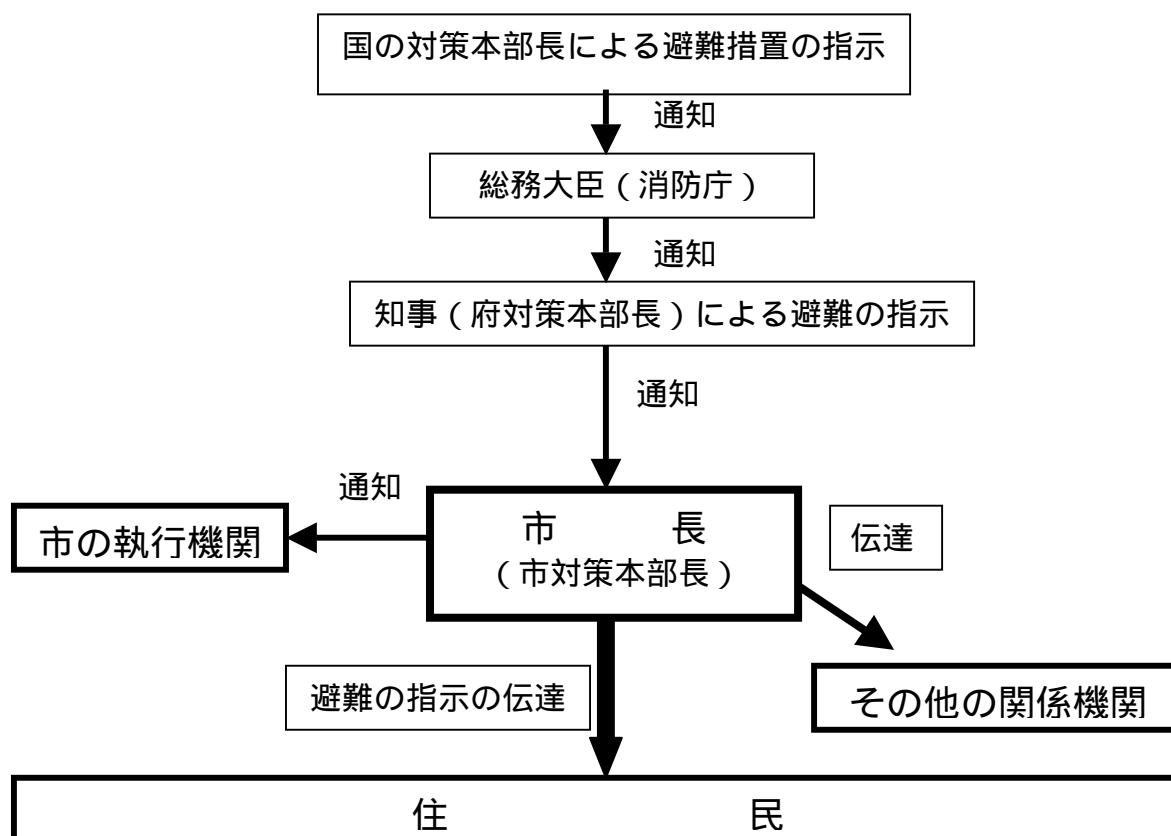 国の対策本部長による避難措置の指示
通知
総務大臣（消防庁）
通知
知事（府対策本部長）による避難の指示
通知
通知
市の執行機関
市　　　長
（市対策本部長）
伝達
避難の指示の伝達
その他の関係機関
住　　　　民